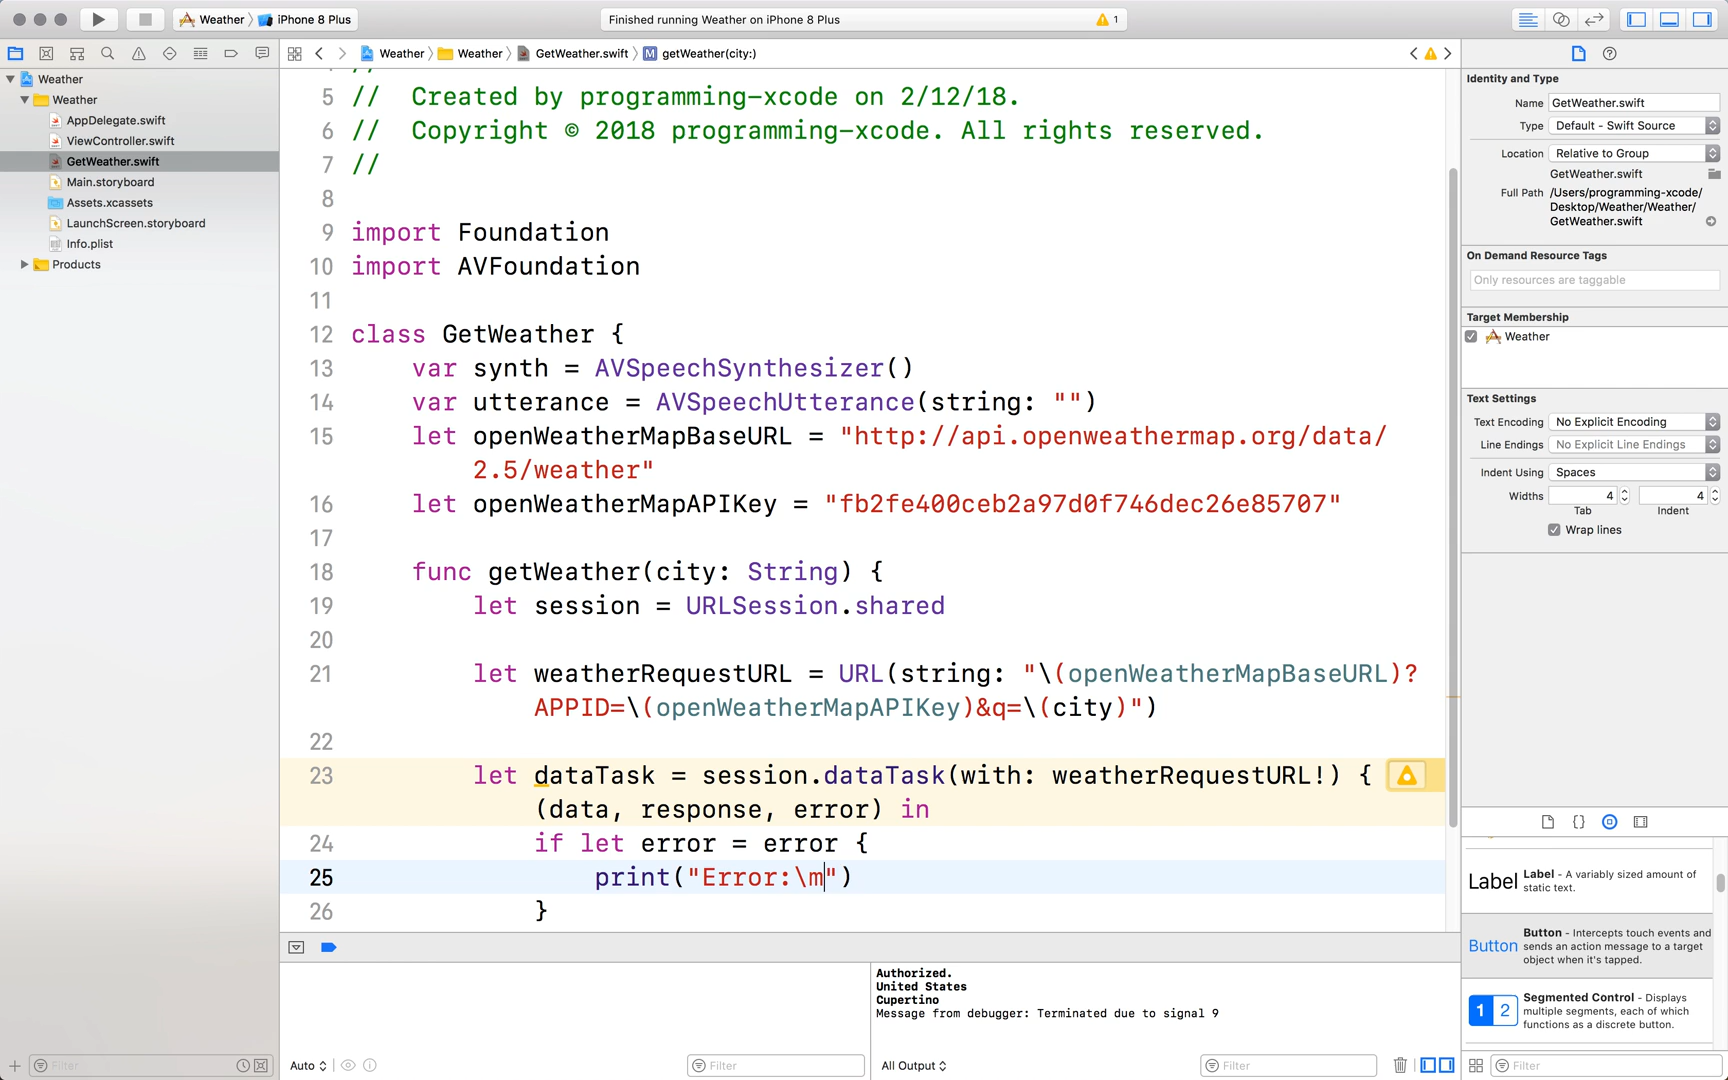 Weather
iPhone 8 Plus
Finished running Weather on iPhone 8 Plus
1
Weather
Weather
GetWeather.swift
M
getWeather(city:)
Weather
Weather
AppDelegate.swift
ViewController.swift
GetWeather.swift
Main.storyboard
Assets.xcassets
LaunchScreen.storyboard
Info.plist
Products
Filter
//
5 //  Created by programming-xcode on 2/12/18.
6 //  Copyright © 2018 programming-xcode. All rights reserved.
7 //
8
9 import Foundation
10 import AVFoundation
11
12 class GetWeather {
13     var synth = AVSpeechSynthesizer()
14     var utterance = AVSpeechUtterance(string: "")
15     let openWeatherMapBaseURL = "http://api.openweathermap.org/data/
2.5/weather"
16     let openWeatherMapAPIKey = "fb2fe400ceb2a97d0f746dec26e85707"
17
18     func getWeather(city: String) {
19         let session = URLSession.shared
20
21         let weatherRequestURL = URL(string: "\(openWeatherMapBaseURL)?
APPID=\(openWeatherMapAPIKey)&q=\(city)")
22
23         let dataTask = session.dataTask(with: weatherRequestURL!) {
(data, response, error) in
24             if let error = error {
25                 print("Error:\m")
26             }
Auto
Filter
Authorized.
United States
Cupertino
Message from debugger: Terminated due to signal 9
All Output
Filter
Identity and Type
Name GetWeather.swift
Type Default - Swift Source
Location Relative to Group
GetWeather.swift
Full Path /Users/programming-xcode/
Desktop/Weather/Weather/
GetWeather.swift
On Demand Resource Tags
Only resources are taggable
Target Membership
Weather
Text Settings
Text Encoding No Explicit Encoding
Line Endings No Explicit Line Endings
Indent Using Spaces
Widths 4 4
Tab Indent
Wrap lines
Label
Label - A variably sized amount of
static text.
Button
Button - Intercepts touch events and
sends an action message to a target
object when it's tapped.
1 2
Segmented Control - Displays
multiple segments, each of which
functions as a discrete button.
Filter